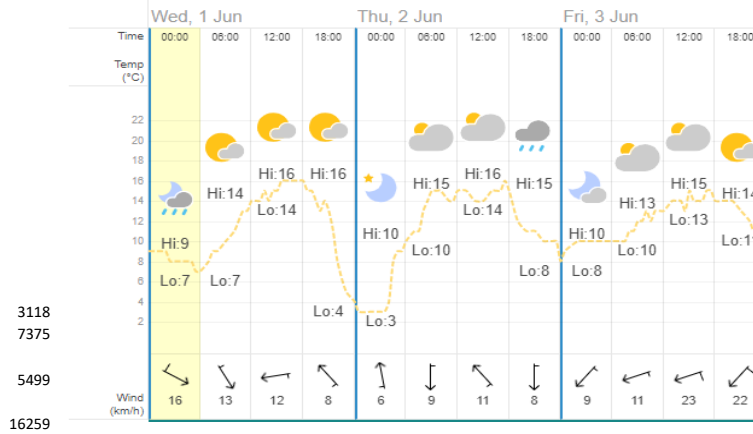 Wed, 1 Jun Thu, 2 Jun Fri, 3 Jun
Time 00:00 06:00 12:00 18:00 00:00 06:00 12:00 18:00 00:00 06:00 12:00 18:00
Temp
(°C)
22
20
18
16 Hi:16 Hi:16 Hi:15 Hi:16 Hi:15 Hi:15
14 Hi:14 Lo:14 Lo:14 Hi:13 Lo:13
12
10 Hi:9 Hi:10 Lo:10 Hi:10 Lo:10
8 Lo:8 Lo:8
6 Lo:7 Lo:7
4 Lo:4
2 Lo:3
3118
7375
5499
16259
Wind
(km/h) 16 13 12 8 6 9 11 8 9 11 23 22